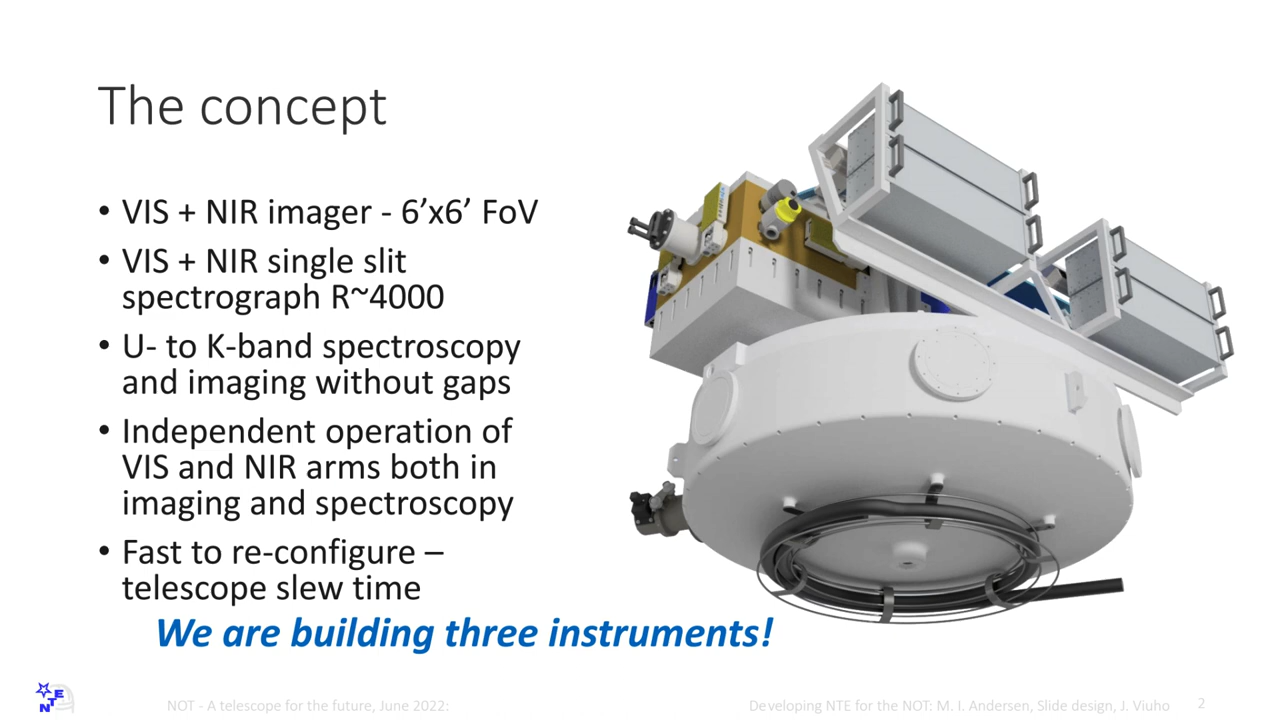 The concept
• VIS + NIR imager - 6’x6’ FoV
• VIS + NIR single slit
spectrograph R~4000
• U- to K-band spectroscopy
and imaging without gaps
• Independent operation of
VIS and NIR arms both in
imaging and spectroscopy
• Fast to re-configure –
telescope slew time
We are building three instruments!
NTE
NOT - A telescope for the future, June 2022:
Developing NTE for the NOT: M. I. Andersen, Slide design, J. Viuho
2